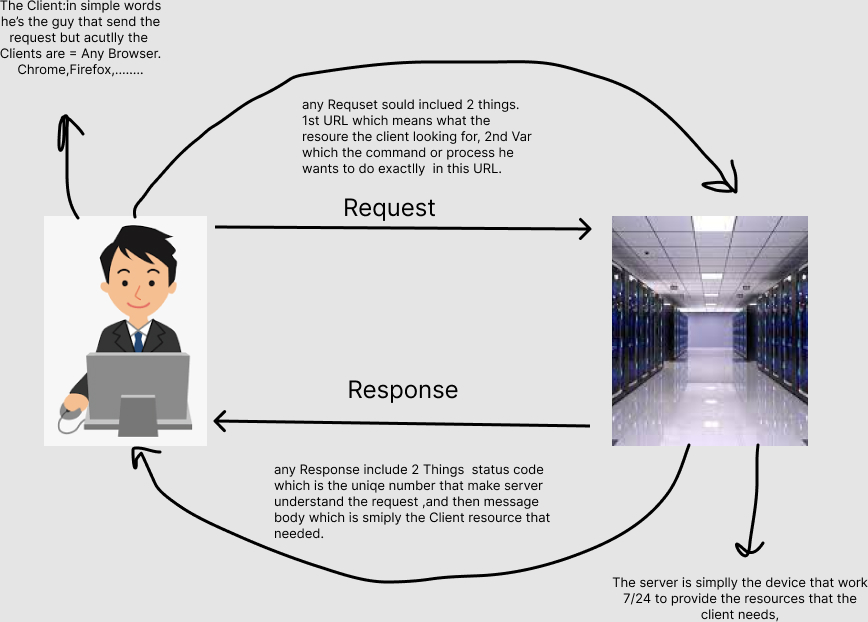 The Client:in simple words
he's the guy that send the
request but acutlly the
Clients are = Any Browser.
Chrome,Firefox,........
any Requset sould inclued 2 things.
1st URL which means what the
resoure the client looking for, 2nd Var
which the command or process he
wants to do exactlly  in this URL.
Request
Response
any Response include 2 Things  status code
which is the uniqe number that make server
understand the request ,and then message
body which is smiply the Client resource that
needed.
The server is simplly the device that work
7/24 to provide the resources that the
client needs,